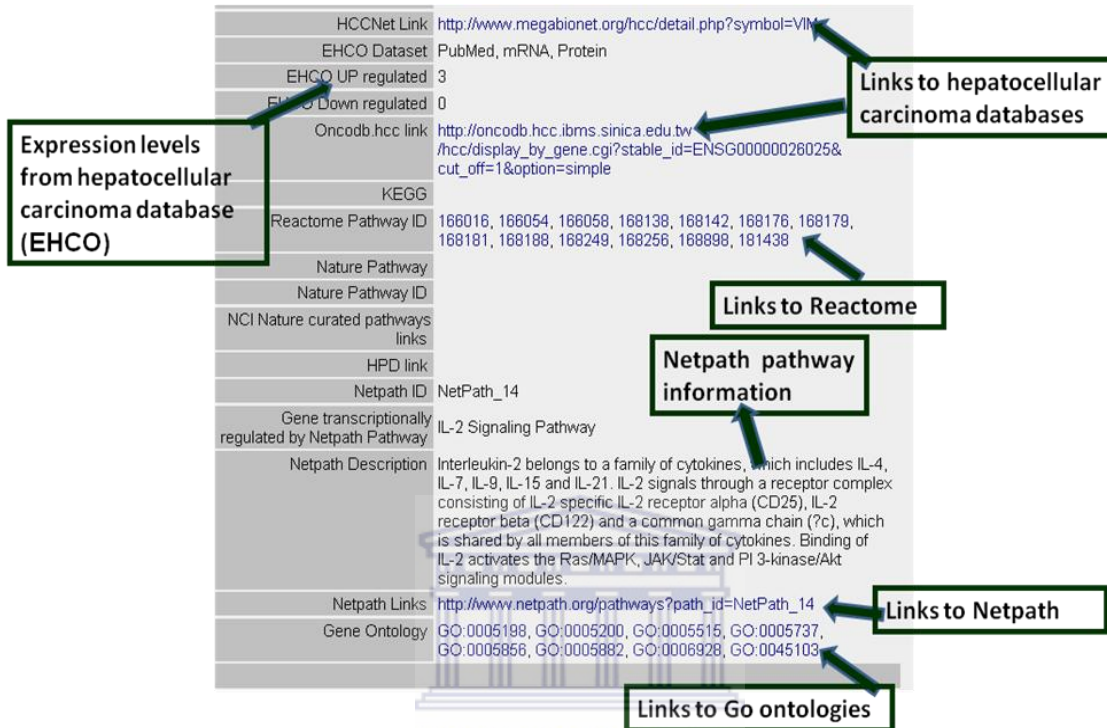 HCCNet Link http://www.megabionet.org/hcc/detail.php?symbol=VIM
EHCO Dataset PubMed, mRNA, Protein
EHCO UP regulated 3
EHCO Down regulated 0
Oncodb.hcc link http://oncodb.hcc.ibms.sinica.edu.tw
/hcc/display_by_gene.cgi?stable_id=ENSG00000026025&
cut_off=1&option=simple
KEGG
Reactome Pathway ID 166016, 166054, 166058, 168138, 168142, 168176, 168179,
168181, 168188, 168249, 168256, 168898, 181438
Nature Pathway
Nature Pathway ID
NCI Nature curated pathways
links
HPD link
Netpath ID NetPath_14
Gene transcriptionally
regulated by Netpath Pathway
IL-2 Signaling Pathway
Netpath Description Interleukin-2 belongs to a family of cytokines, which includes IL-4,
IL-7, IL-9, IL-15 and IL-21. IL-2 signals through a receptor complex
consisting of IL-2 specific IL-2 receptor alpha (CD25), IL-2
receptor beta (CD122) and a common gamma chain (?c), which
is shared by all members of this family of cytokines. Binding of
IL-2 activates the Ras/MAPK, JAK/Stat and PI 3-kinase/Akt
signaling modules.
Netpath Links http://www.netpath.org/pathways?path_id=NetPath_14
Gene Ontology GO:0005198, GO:0005200, GO:0005515, GO:0005737,
GO:0005856, GO:0005882, GO:0006928, GO:0045103
Expression levels
from hepatocellular
carcinoma database
(EHCO)
Links to hepatocellular
carcinoma databases
Links to Reactome
Netpath pathway
information
Links to Netpath
Links to Go ontologies